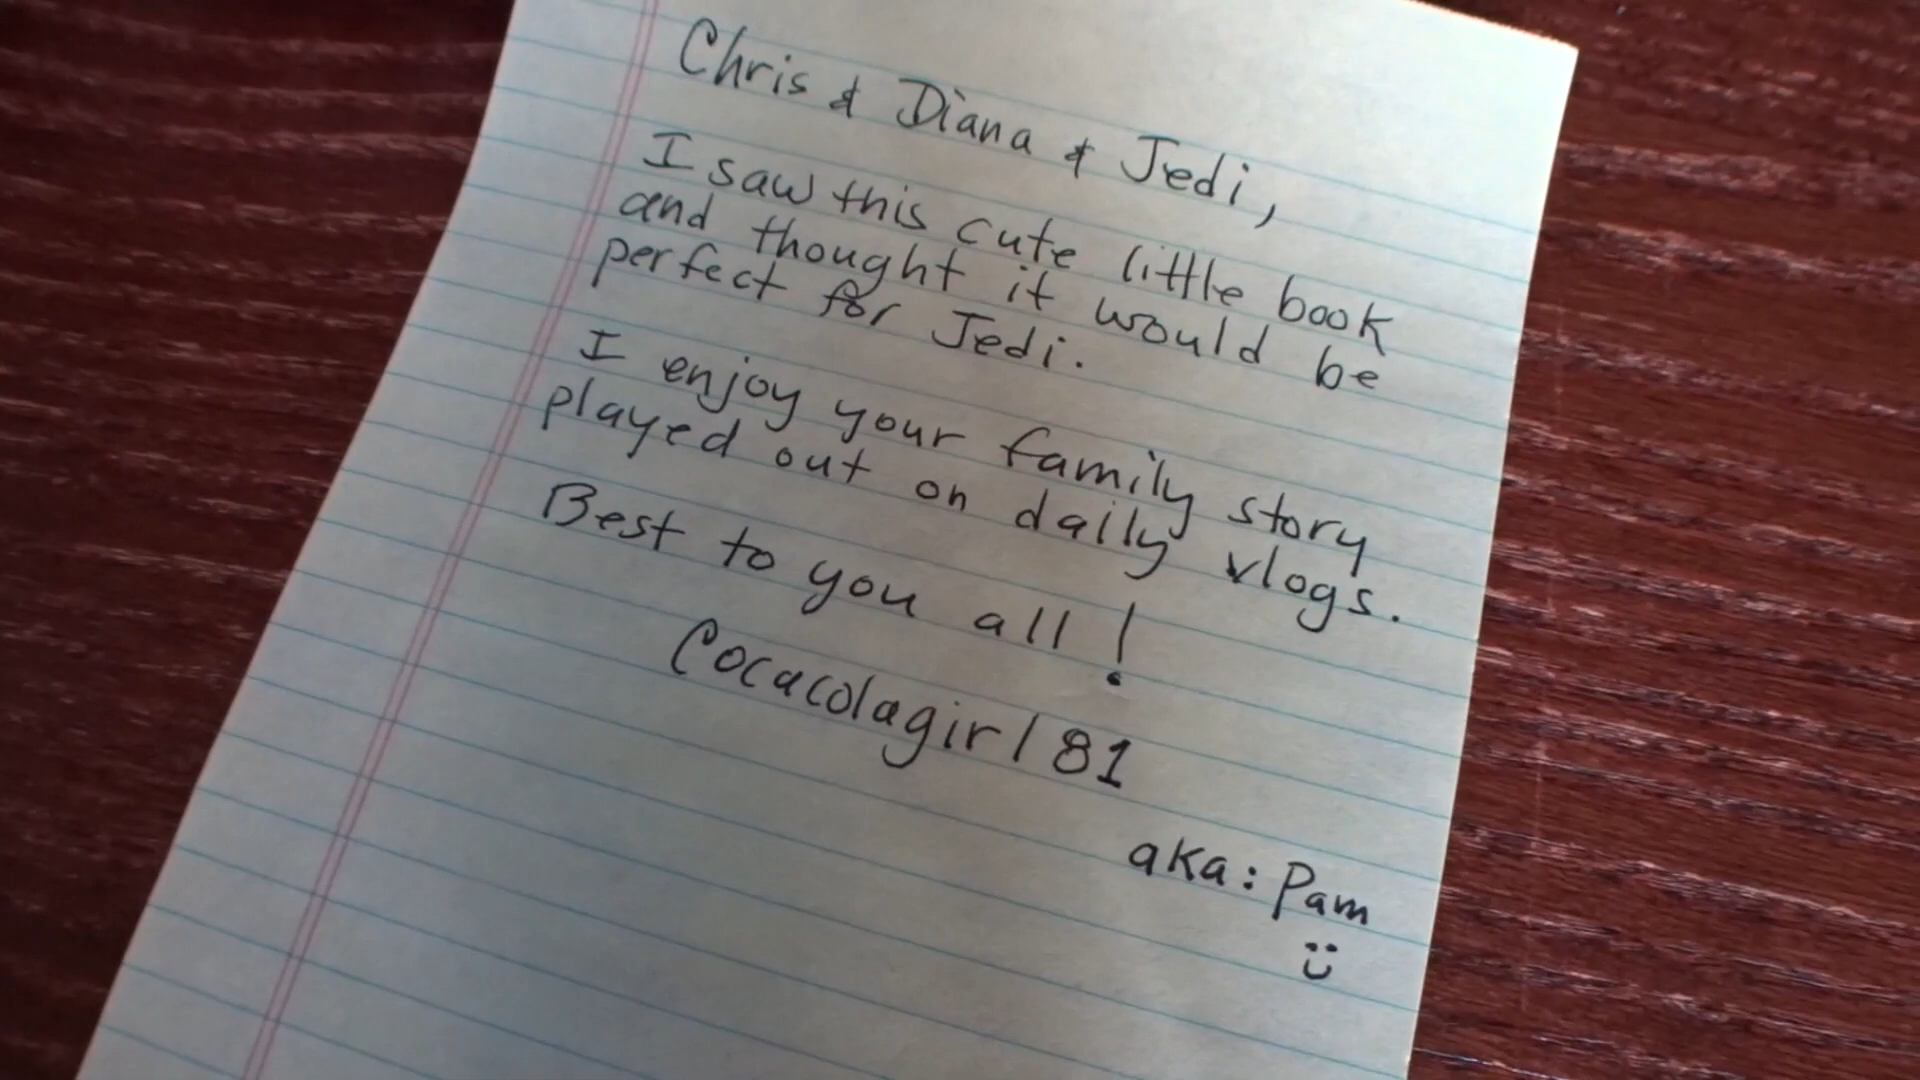 Chris & Diana & Jedi,
I saw this cute little book
and thought it would be
perfect for Jedi.
I enjoy your family story
played out on daily vlogs.
Best to you all!
Cocacolagirl81
aka: Pam